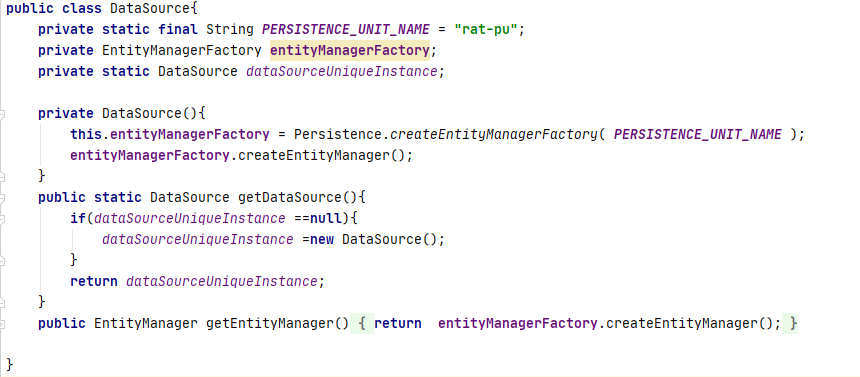 public class DataSource{
    private static final String PERSISTENCE_UNIT_NAME = "rat-pu";
    private EntityManagerFactory entityManagerFactory;
    private static DataSource dataSourceUniqueInstance;

    private DataSource(){
        this.entityManagerFactory = Persistence.createEntityManagerFactory( PERSISTENCE_UNIT_NAME );
        entityManagerFactory.createEntityManager();
    }
    public static DataSource getDataSource(){
        if(dataSourceUniqueInstance ==null){
            dataSourceUniqueInstance =new DataSource();
        }
        return dataSourceUniqueInstance;
    }
    public EntityManager getEntityManager() { return  entityManagerFactory.createEntityManager(); }

}